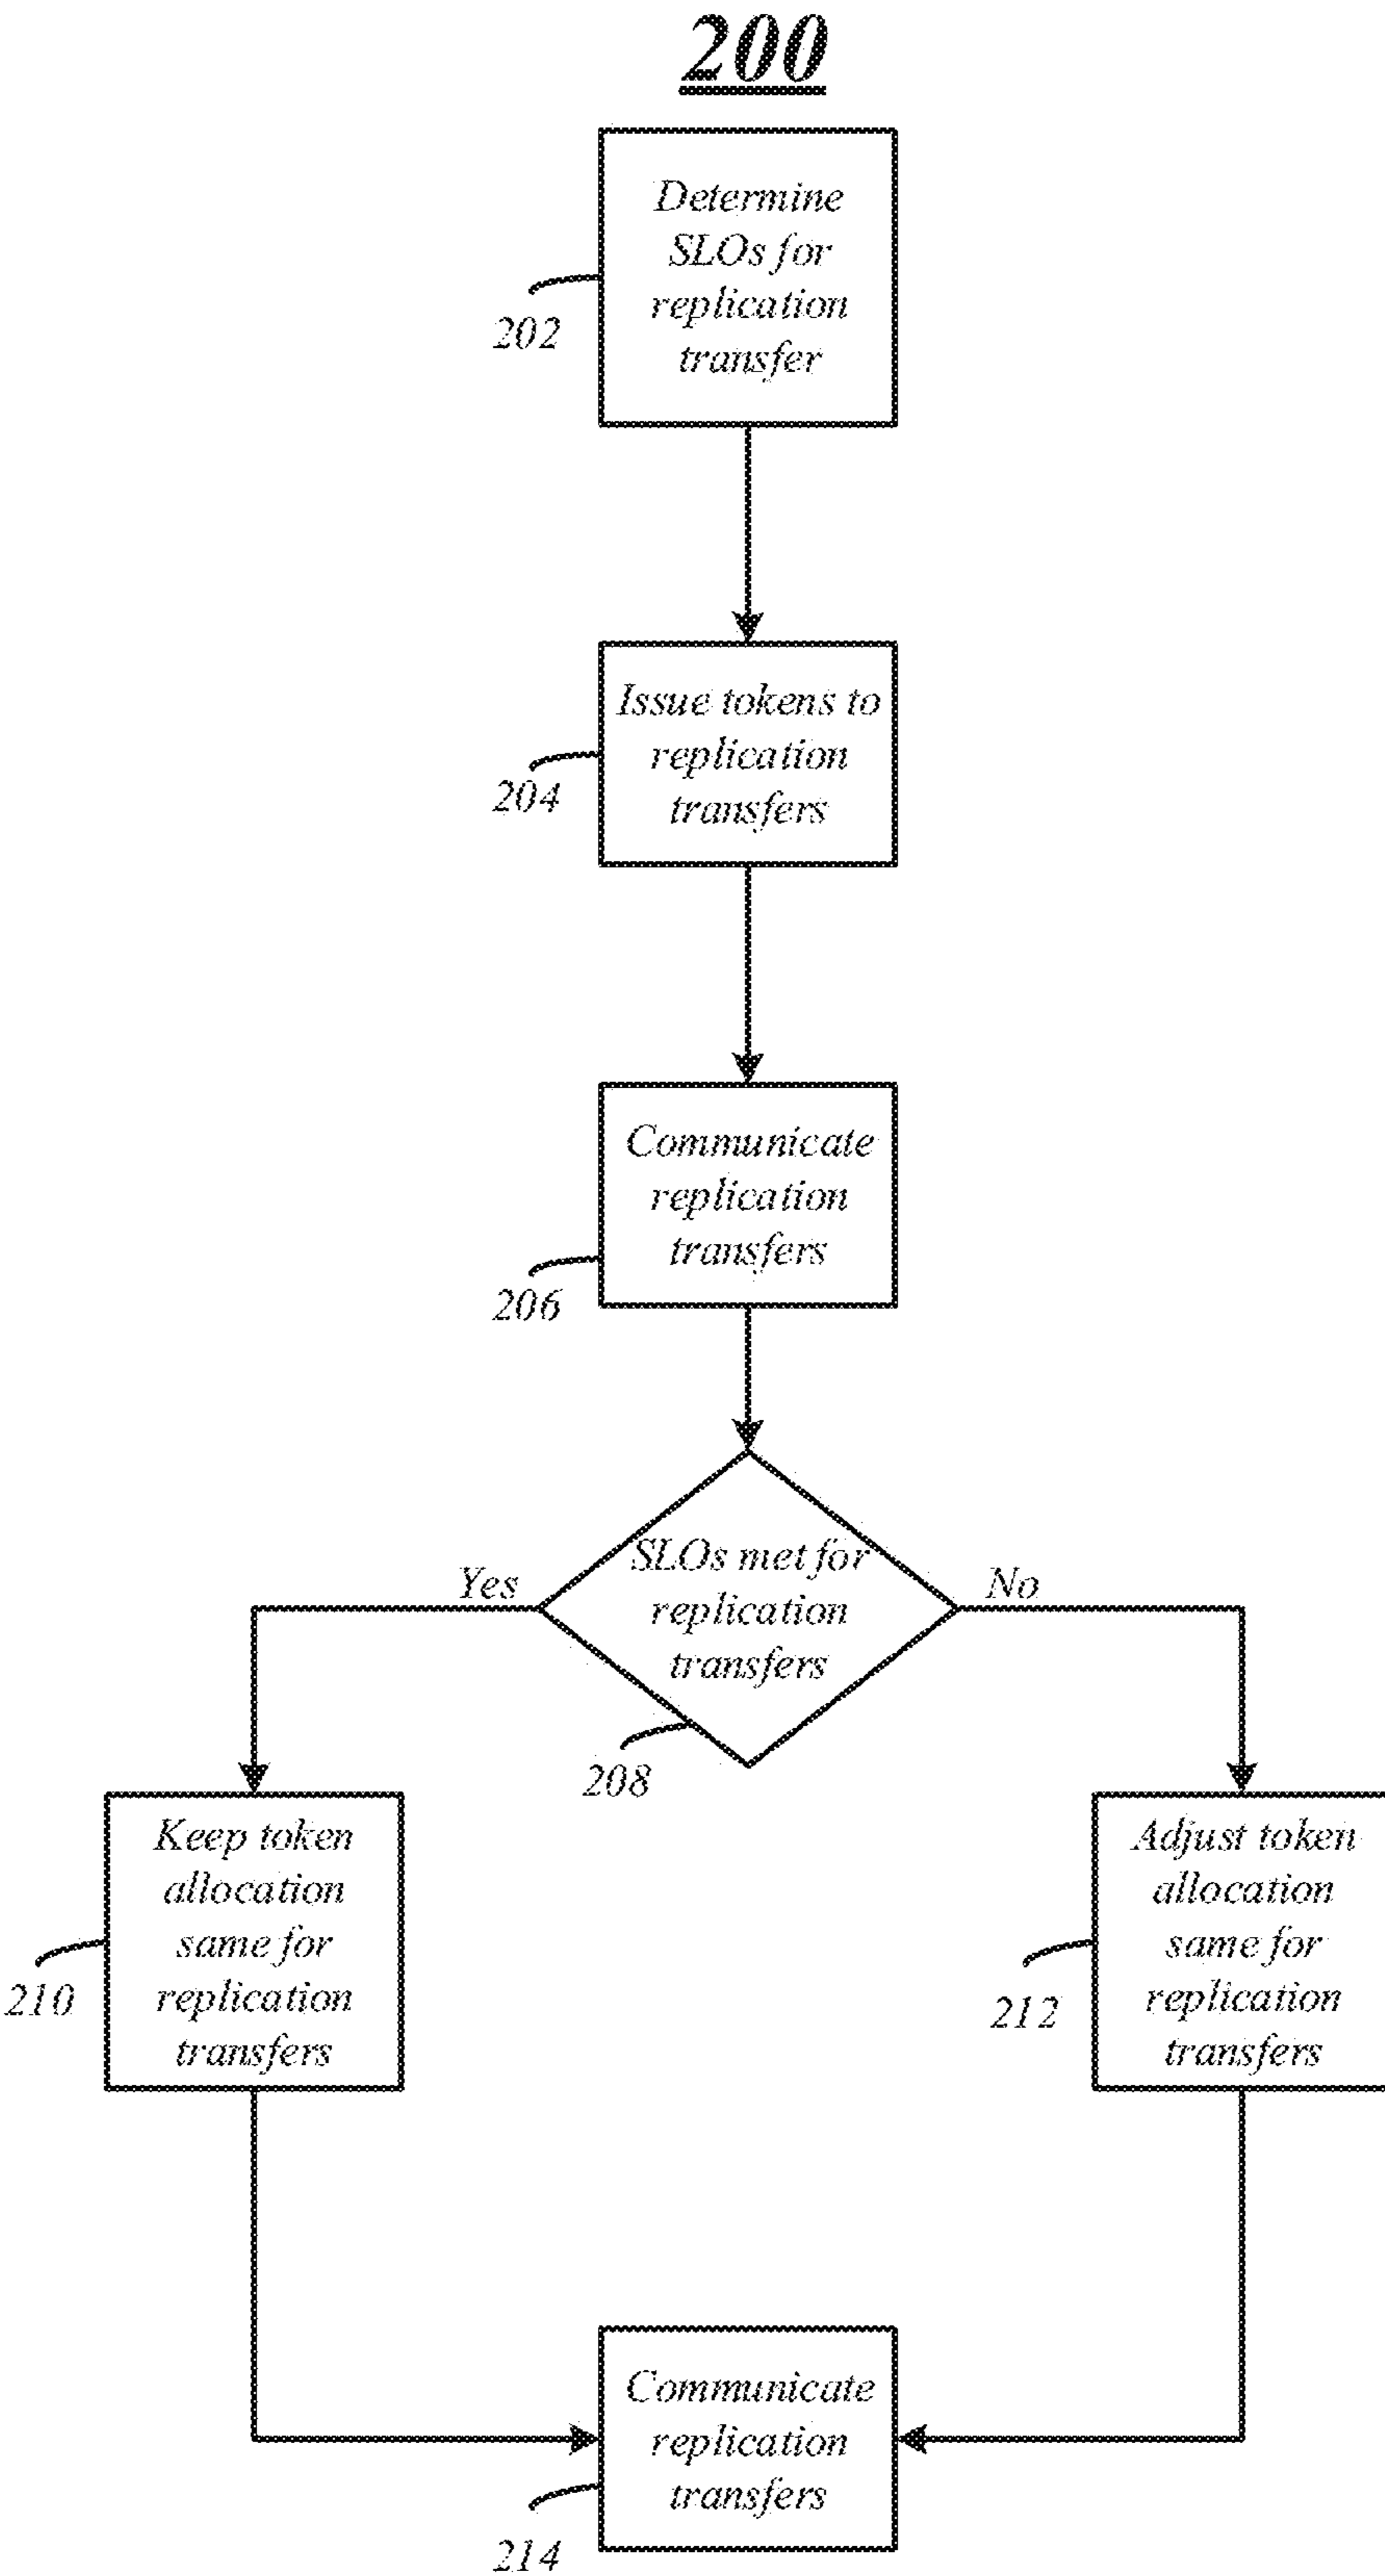 200
Determine
SLOs for
replication
transfer
202
Issue tokens to
replication
transfers
204
Communicate
replication
transfers
206
SLOs met for
replication
transfers
Yes
No
208
Keep token
allocation
same for
replication
transfers
210
Adjust token
allocation
same for
replication
transfers
212
Communicate
replication
transfers
214